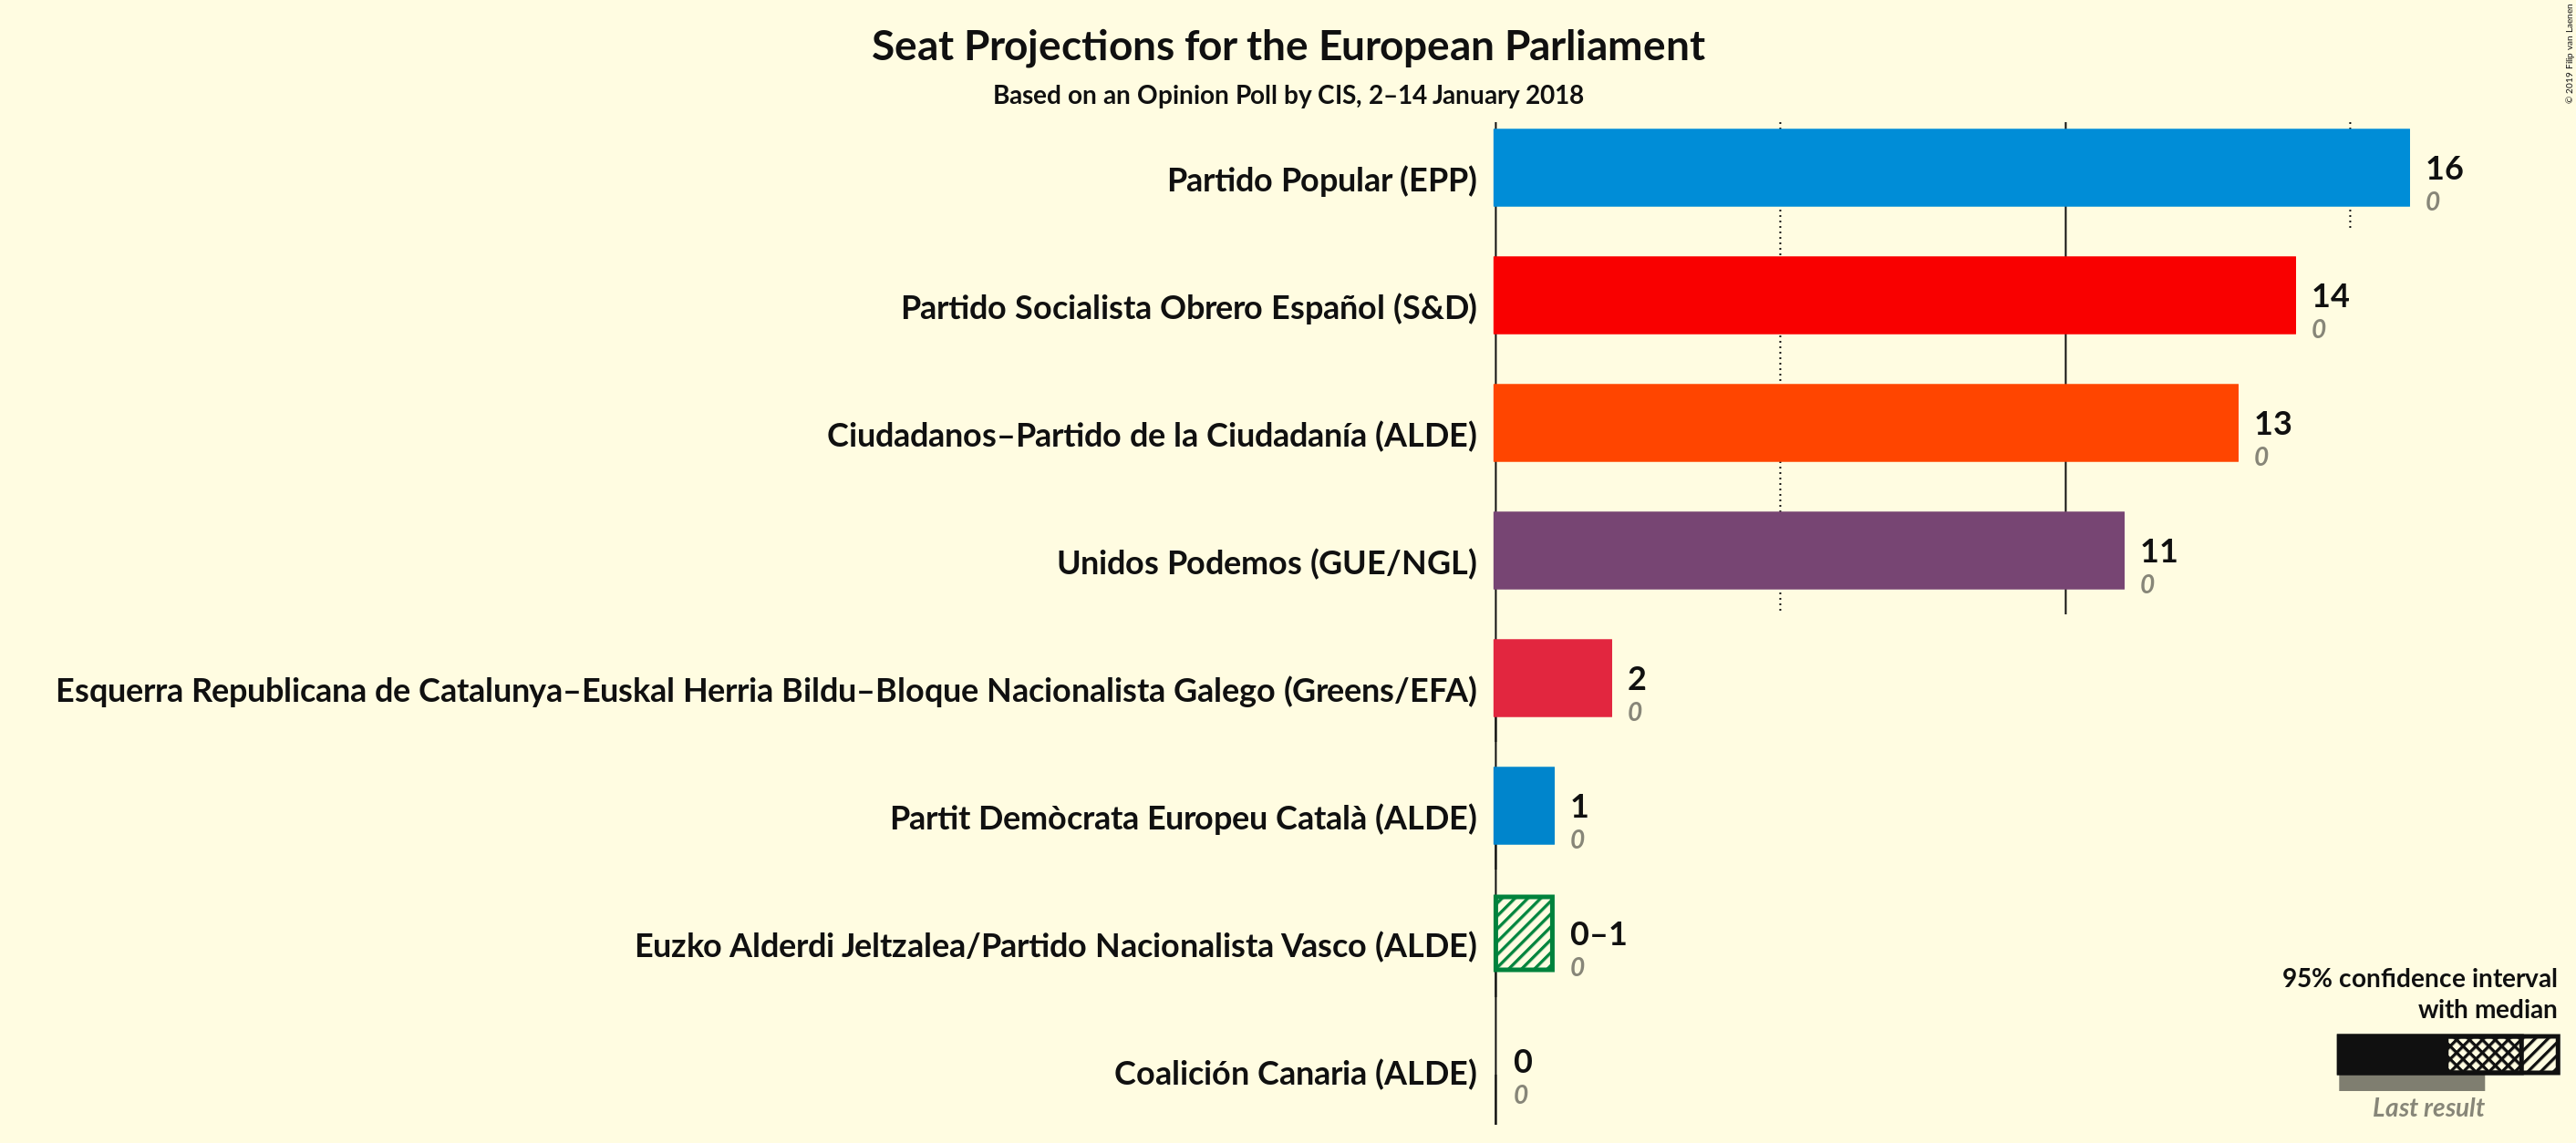 Seat Projections for the European Parliament
Based on an Opinion Poll by CIS, 2–14 January 2018
© 2019 Filip van Laenen
Partido Popular (EPP)
16
0
Partido Socialista Obrero Español (S&D)
14
0
Ciudadanos–Partido de la Ciudadanía (ALDE)
13
0
Unidos Podemos (GUE/NGL)
11
0
Esquerra Republicana de Catalunya–Euskal Herria Bildu–Bloque Nacionalista Galego (Greens/EFA)
2
0
Partit Demòcrata Europeu Català (ALDE)
1
0
Euzko Alderdi Jeltzalea/Partido Nacionalista Vasco (ALDE)
0–1
0
Coalición Canaria (ALDE)
0
0
95% confidence interval
with median
Last result